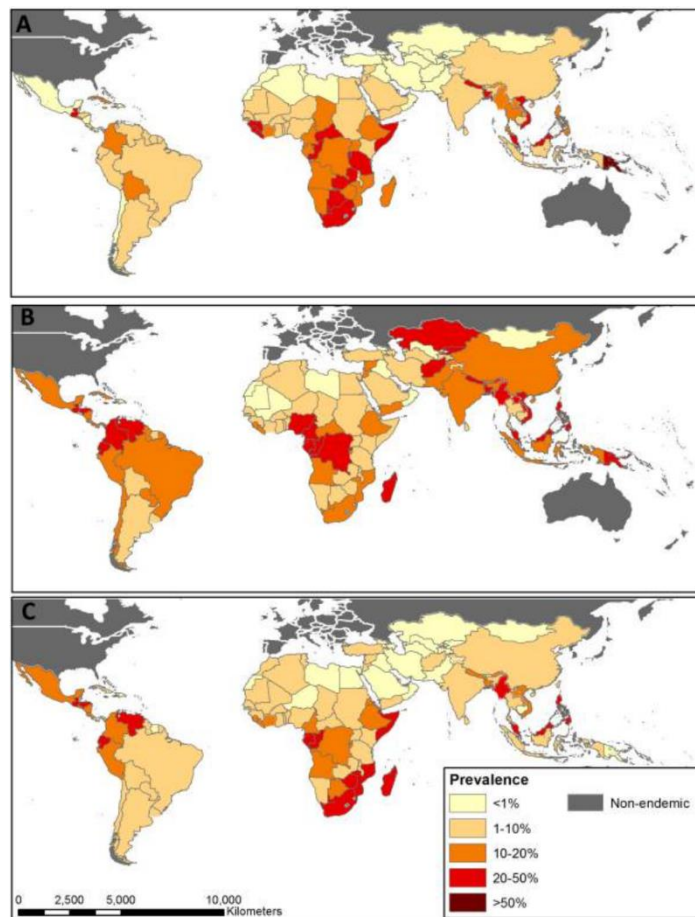 A
B
C
Prevalence
<1%
1-10%
10-20%
20-50%
>50%
Non-endemic
0 2,500 5,000 10,000
Kilometers